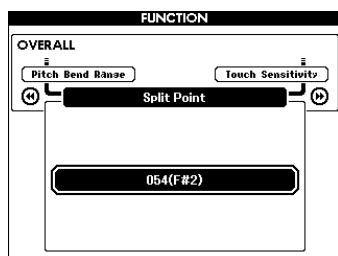 FUNCTION
OVERALL
Pitch Bend Range
Touch Sensitivity
Split Point
054(F#2)